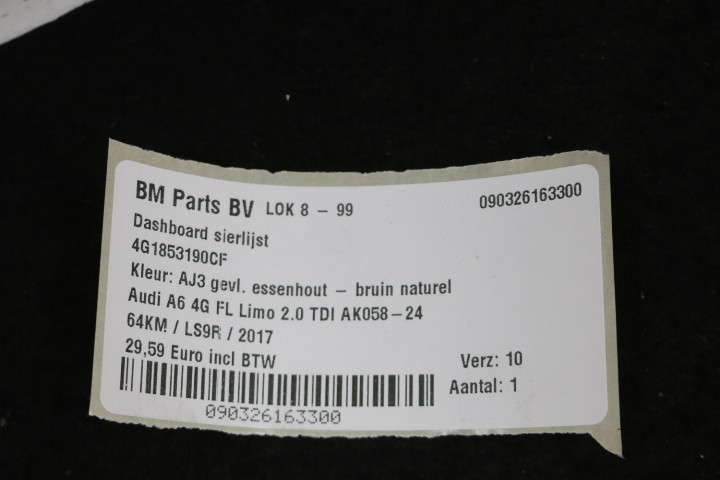 BM Parts BV LOK 8 - 99 090326163300
Dashboard sierlijst
4G1853190CF
Kleur: AJ3 gevl. essenhout - bruin naturel
Audi A6 4G FL Limo 2.0 TDI AK058-24
64KM / LS9R / 2017
29,59 Euro incl BTW Verz: 10
Aantal: 1
090326163300